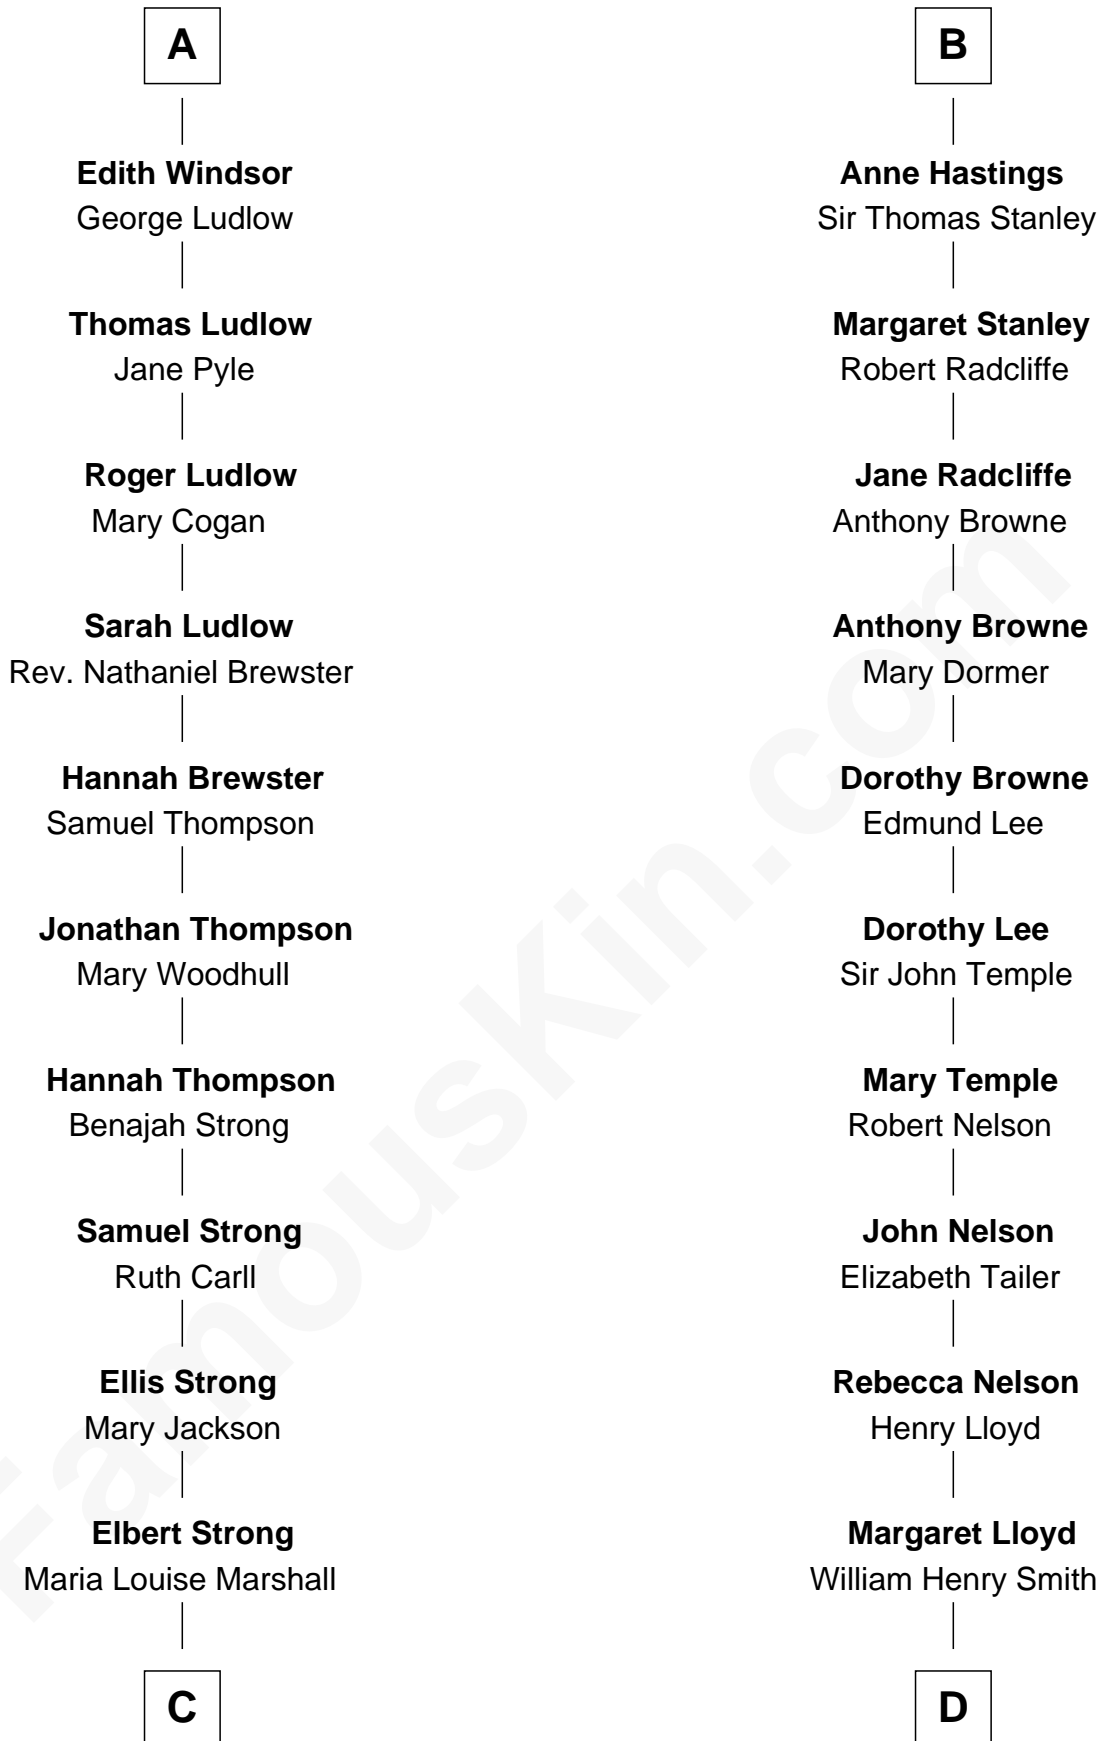 A
Edith Windsor
George Ludlow
Thomas Ludlow
Jane Pyle
Roger Ludlow
Mary Cogan
Sarah Ludlow
Rev. Nathaniel Brewster
Hannah Brewster
Samuel Thompson
Jonathan Thompson
Mary Woodhull
Hannah Thompson
Benajah Strong
Samuel Strong
Ruth Carll
Ellis Strong
Mary Jackson
Elbert Strong
Maria Louise Marshall
C
B
Anne Hastings
Sir Thomas Stanley
Margaret Stanley
Robert Radcliffe
Jane Radcliffe
Anthony Browne
Anthony Browne
Mary Dormer
Dorothy Browne
Edmund Lee
Dorothy Lee
Sir John Temple
Mary Temple
Robert Nelson
John Nelson
Elizabeth Tailer
Rebecca Nelson
Henry Lloyd
Margaret Lloyd
William Henry Smith
D
FamousKin.com